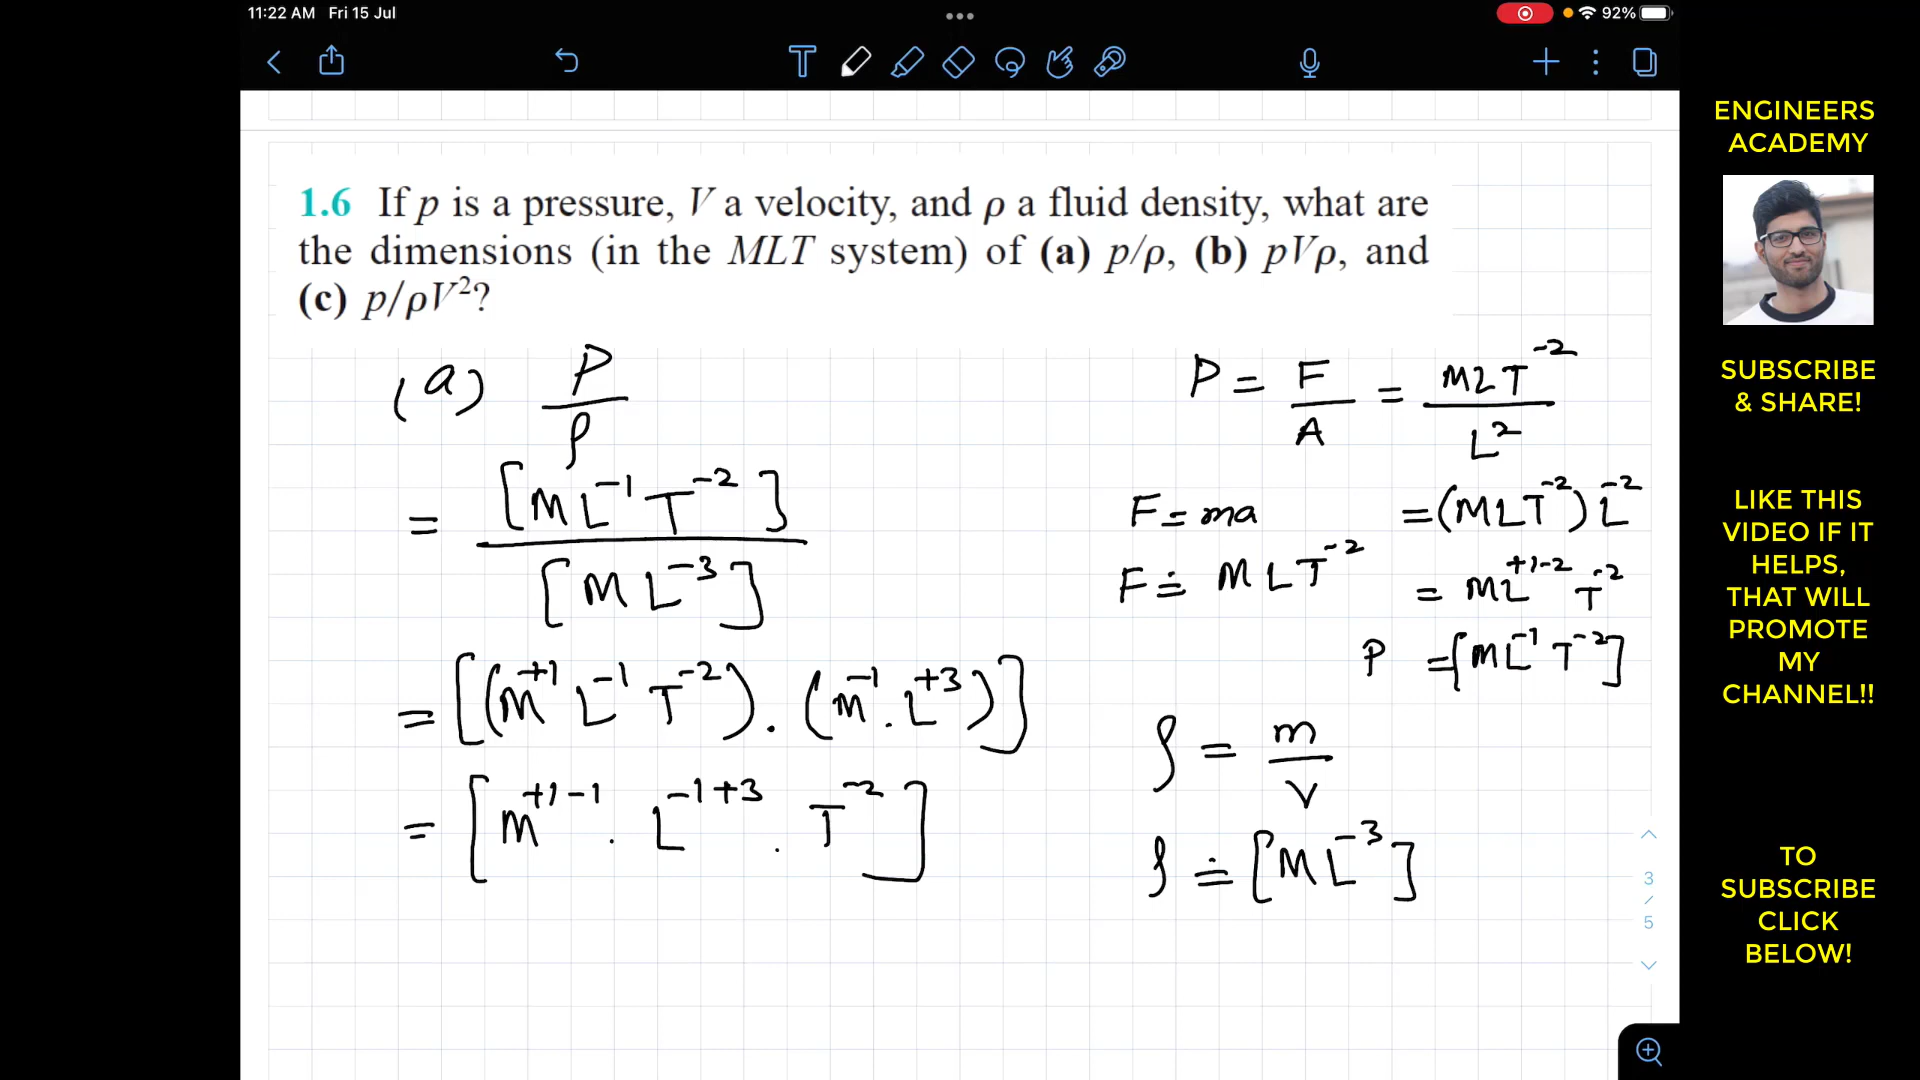 11:22 AM Fri 15 Jul
92%
T
1.6 If p is a pressure, V a velocity, and ρ a fluid density, what are
the dimensions (in the MLT system) of (a) p/ρ, (b) pVρ, and
(c) p/ρV²?
(a) P/ρ
= [ML⁻¹T⁻²]/[ML⁻³]
= [(M⁺¹L⁻¹T⁻²).(M⁻¹.L⁺³)]
= [M⁺¹⁻¹.L⁻¹⁺³.T⁻²]
P = F/A = MLT⁻²/L²
F = ma
= (MLT⁻²)L⁻²
F ≐ MLT⁻²
= ML⁺¹⁻²T⁻²
P = [ML⁻¹T⁻²]
ρ = m/V
ρ ≐ [ML⁻³]
3
/
5
ENGINEERS
ACADEMY
SUBSCRIBE
& SHARE!
LIKE THIS
VIDEO IF IT
HELPS,
THAT WILL
PROMOTE
MY
CHANNEL!!
TO
SUBSCRIBE
CLICK
BELOW!